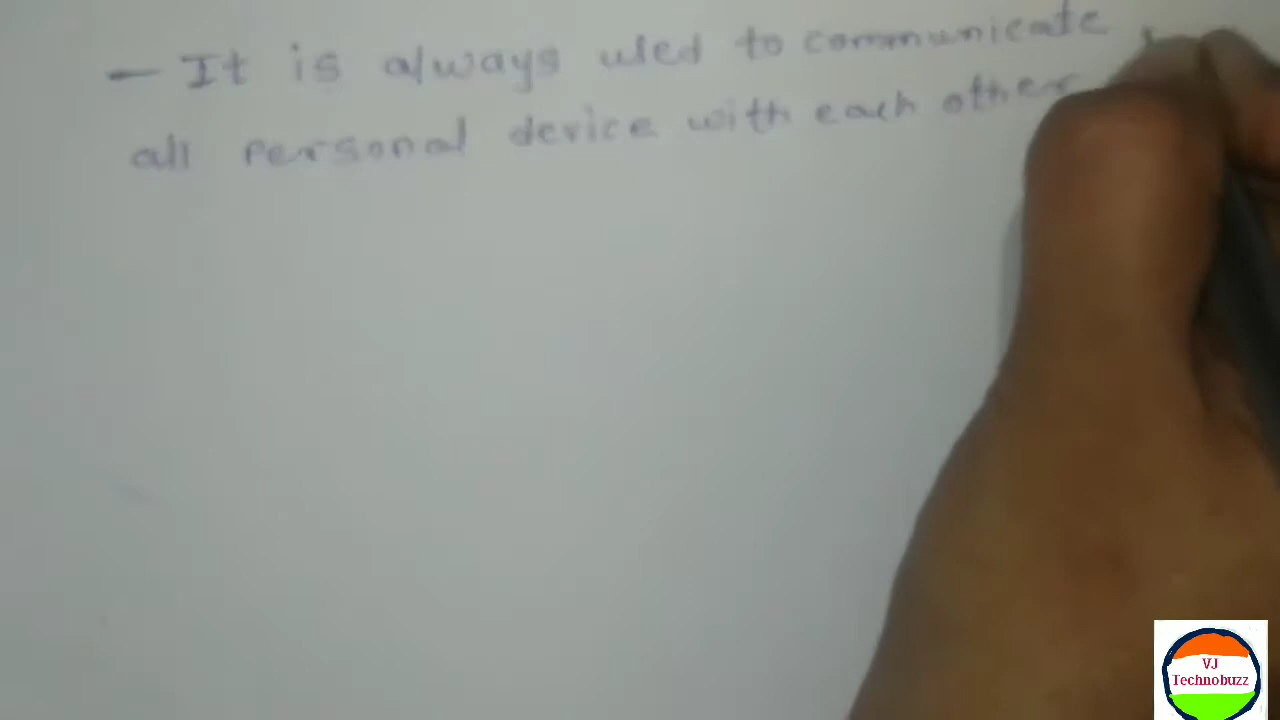 — It is always used to communicate
all personal device with each other
VJ
Technobuzz